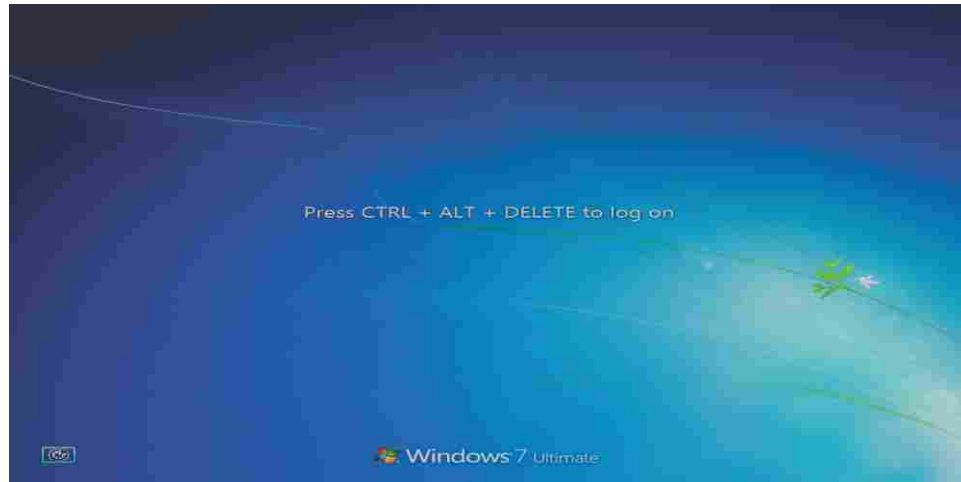 Press CTRL + ALT + DELETE to log on
Windows 7 Ultimate